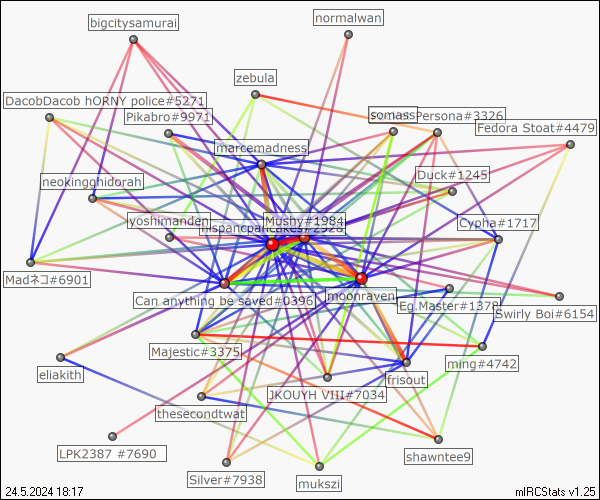 normalwan
bigcitysamurai
zebula
DacobDacob hORNY police#5271
Pikabro#9971
somass
Persona#3326
Fedora Stoat#4479
marcemadness
neokingghidorah
Duck#1245
yoshimanden
Mushy#1984
Cypha#1717
Madネコ#6901
Can anything be saved#0396
moonraven
Eg.Master#1378
Swirly Boi#6154
Majestic#3375
ming#4742
eliakith
frisout
JKOUYH VIII#7034
thesecondtwat
LPK2387 #7690
shawntee9
Silver#7938
mukszi
24.5.2024 18:17
mIRCStats v1.25